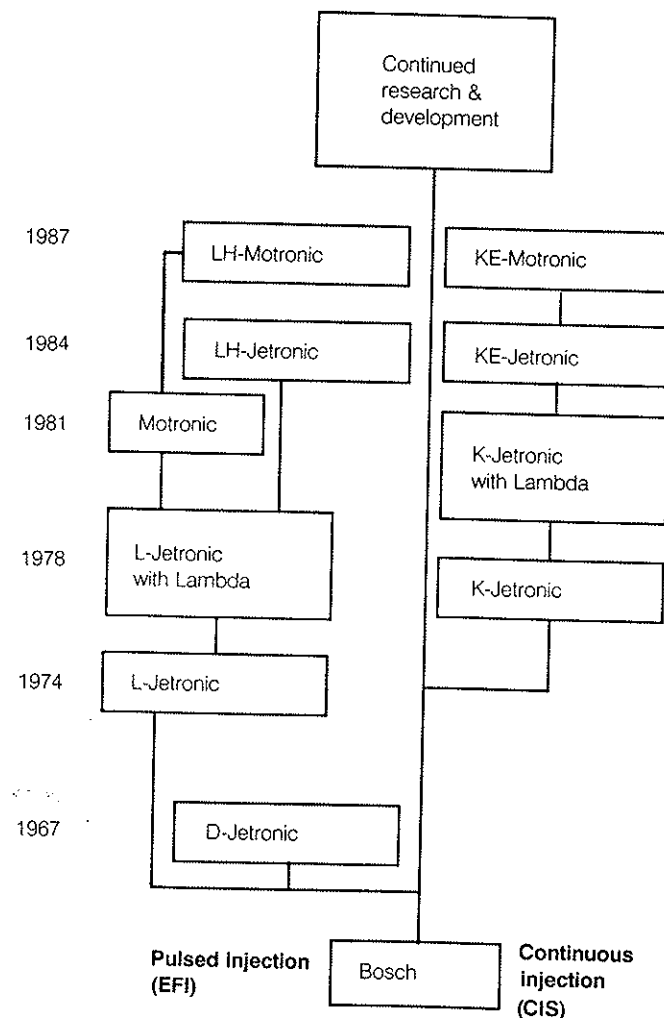 Continued
research &
development
1987
LH-Motronic
KE-Motronic
1984
LH-Jetronic
KE-Jetronic
1981
Motronic
K-Jetronic
with Lambda
1978
L-Jetronic
with Lambda
K-Jetronic
1974
L-Jetronic
1967
D-Jetronic
Pulsed injection
(EFI)
Bosch
Continuous
injection
(CIS)